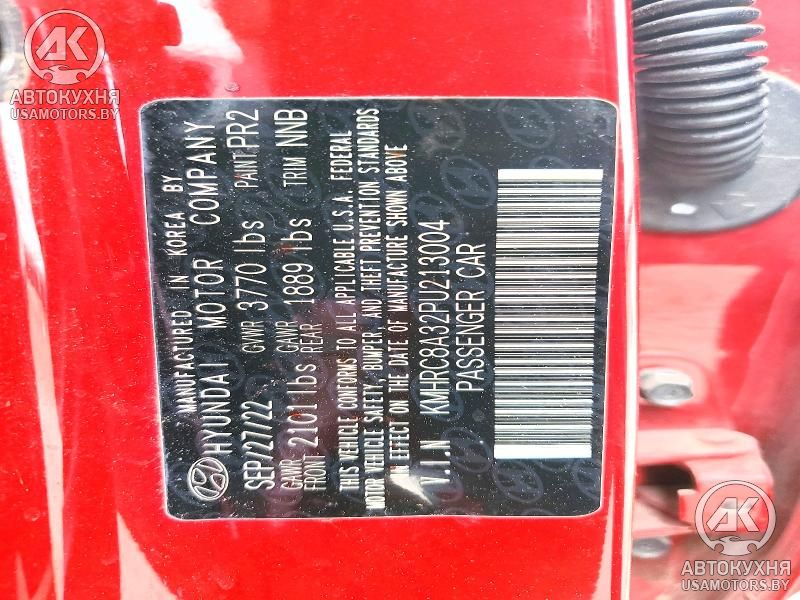 MANUFACTURED IN KOREA BY
HYUNDAI MOTOR COMPANY
SEP/27/22 GVWR 3770 lbs PAINT PR2
GAWR FRONT 2101 lbs GAWR REAR 1889 lbs TRIM NNB
THIS VEHICLE CONFORMS TO ALL APPLICABLE U.S.A. FEDERAL
MOTOR VEHICLE SAFETY, BUMPER, AND THEFT PREVENTION STANDARDS
IN EFFECT ON THE DATE OF MANUFACTURE SHOWN ABOVE
V.I.N KMHRC8A32PU213004
PASSENGER CAR
АК
АВТОКУХНЯ
USAMOTORS.BY
АК
АВТОКУХНЯ
USAMOTORS.BY